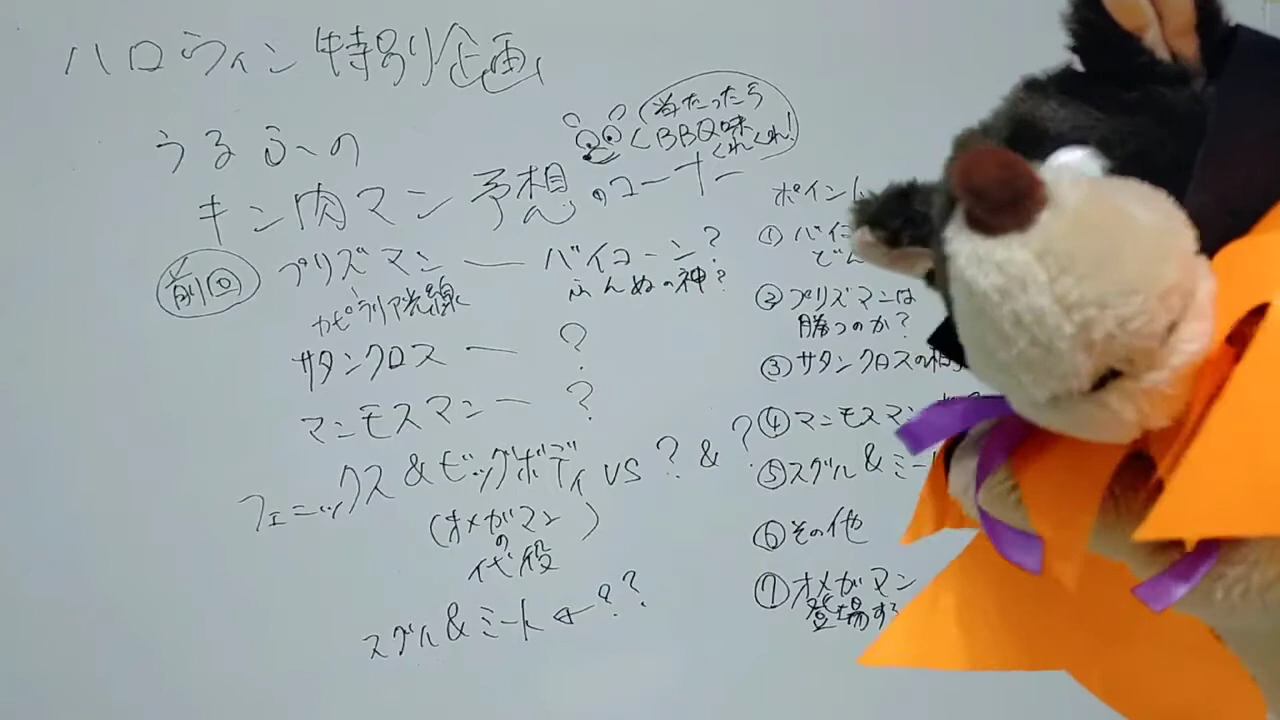 ハロウィン特別企画
うるふの
キン肉マン予想のコーナー
当たったら
BBQ味
くれくれ!
前回 プリズマン ― バイコーン?
カピラリア光線 ふんぬの神?
サタンクロス ― ?
マンモスマン ― ?
フェニックス&ビッグボディ VS ?&?
(オメガマン
の
代役)
スグル&ミート ← ??
ポイント
① バイコ
どん
② プリズマンは
勝つのか?
③ サタンクロスの相
④ マンモスマン
⑤ スグル&ミー
⑥ その他
⑦ オメガマン
登場す